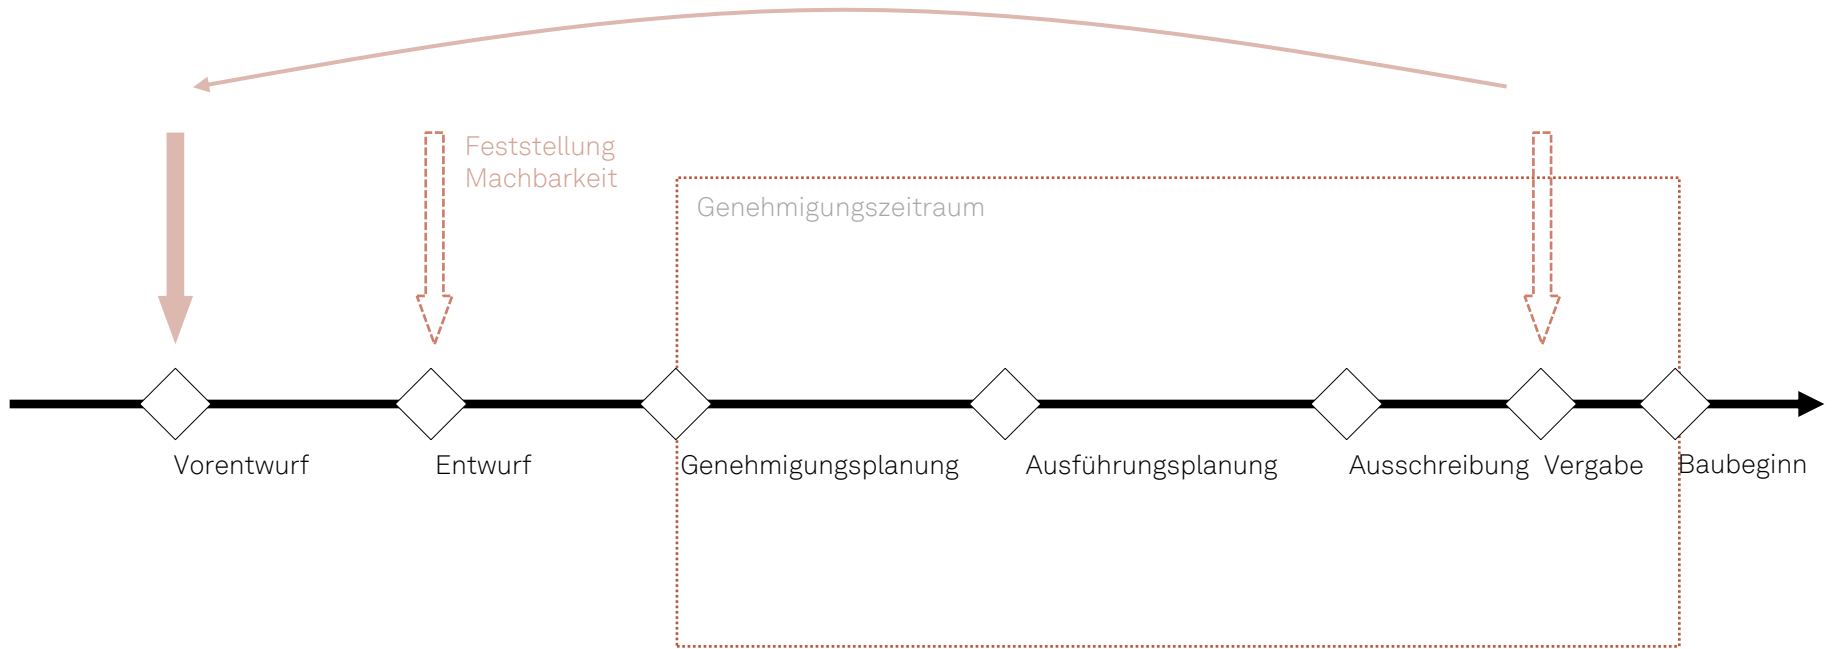 Feststellung
Machbarkeit
Genehmigungszeitraum
Vorentwurf
Entwurf
Genehmigungsplanung
Ausführungsplanung
Ausschreibung
Vergabe
Baubeginn